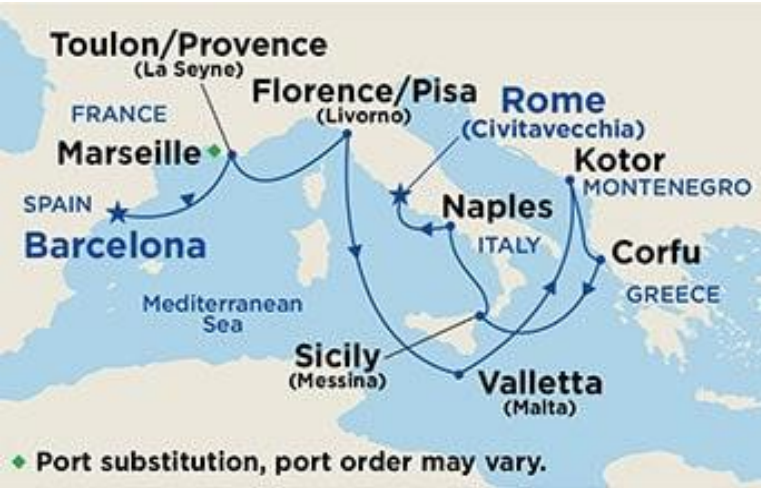 Toulon/Provence
(La Seyne)
Florence/Pisa
(Livorno)
Rome
(Civitavecchia)
FRANCE
Marseille
Kotor
MONTENEGRO
SPAIN
Barcelona
Naples
ITALY
Corfu
GREECE
Mediterranean
Sea
Sicily
(Messina)
Valletta
(Malta)
Port substitution, port order may vary.